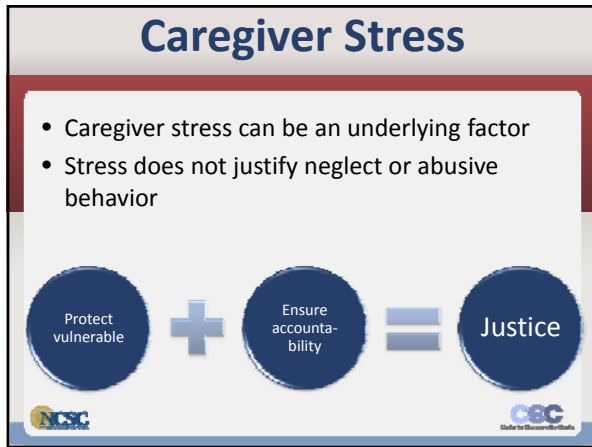 Caregiver Stress
• Caregiver stress can be an underlying factor
• Stress does not justify neglect or abusive
behavior
Protect
vulnerable
Ensure
accounta-
bility
Justice
NCSC